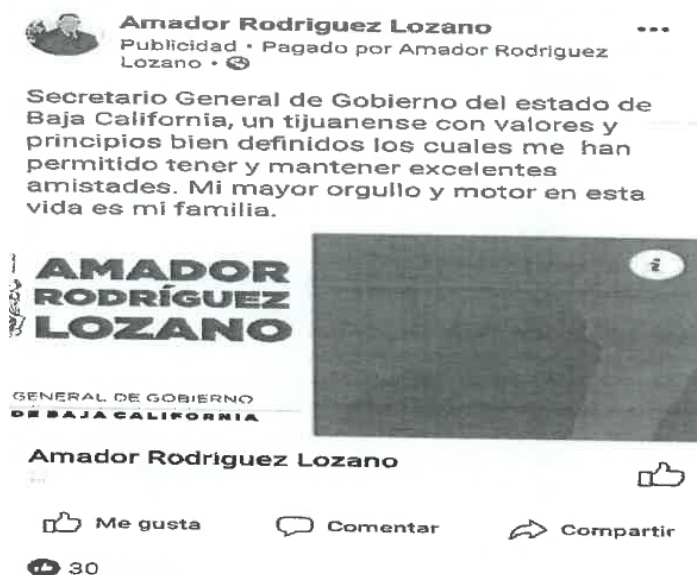 Amador Rodriguez Lozano
Publicidad • Pagado por Amador Rodriguez
Lozano •
Secretario General de Gobierno del estado de
Baja California, un tijuanense con valores y
principios bien definidos los cuales me han
permitido tener y mantener excelentes
amistades. Mi mayor orgullo y motor en esta
vida es mi familia.
AMADOR
RODRÍGUEZ
LOZANO
GENERAL DE GOBIERNO
DE BAJA CALIFORNIA
Amador Rodriguez Lozano
Me gusta
Comentar
Compartir
30